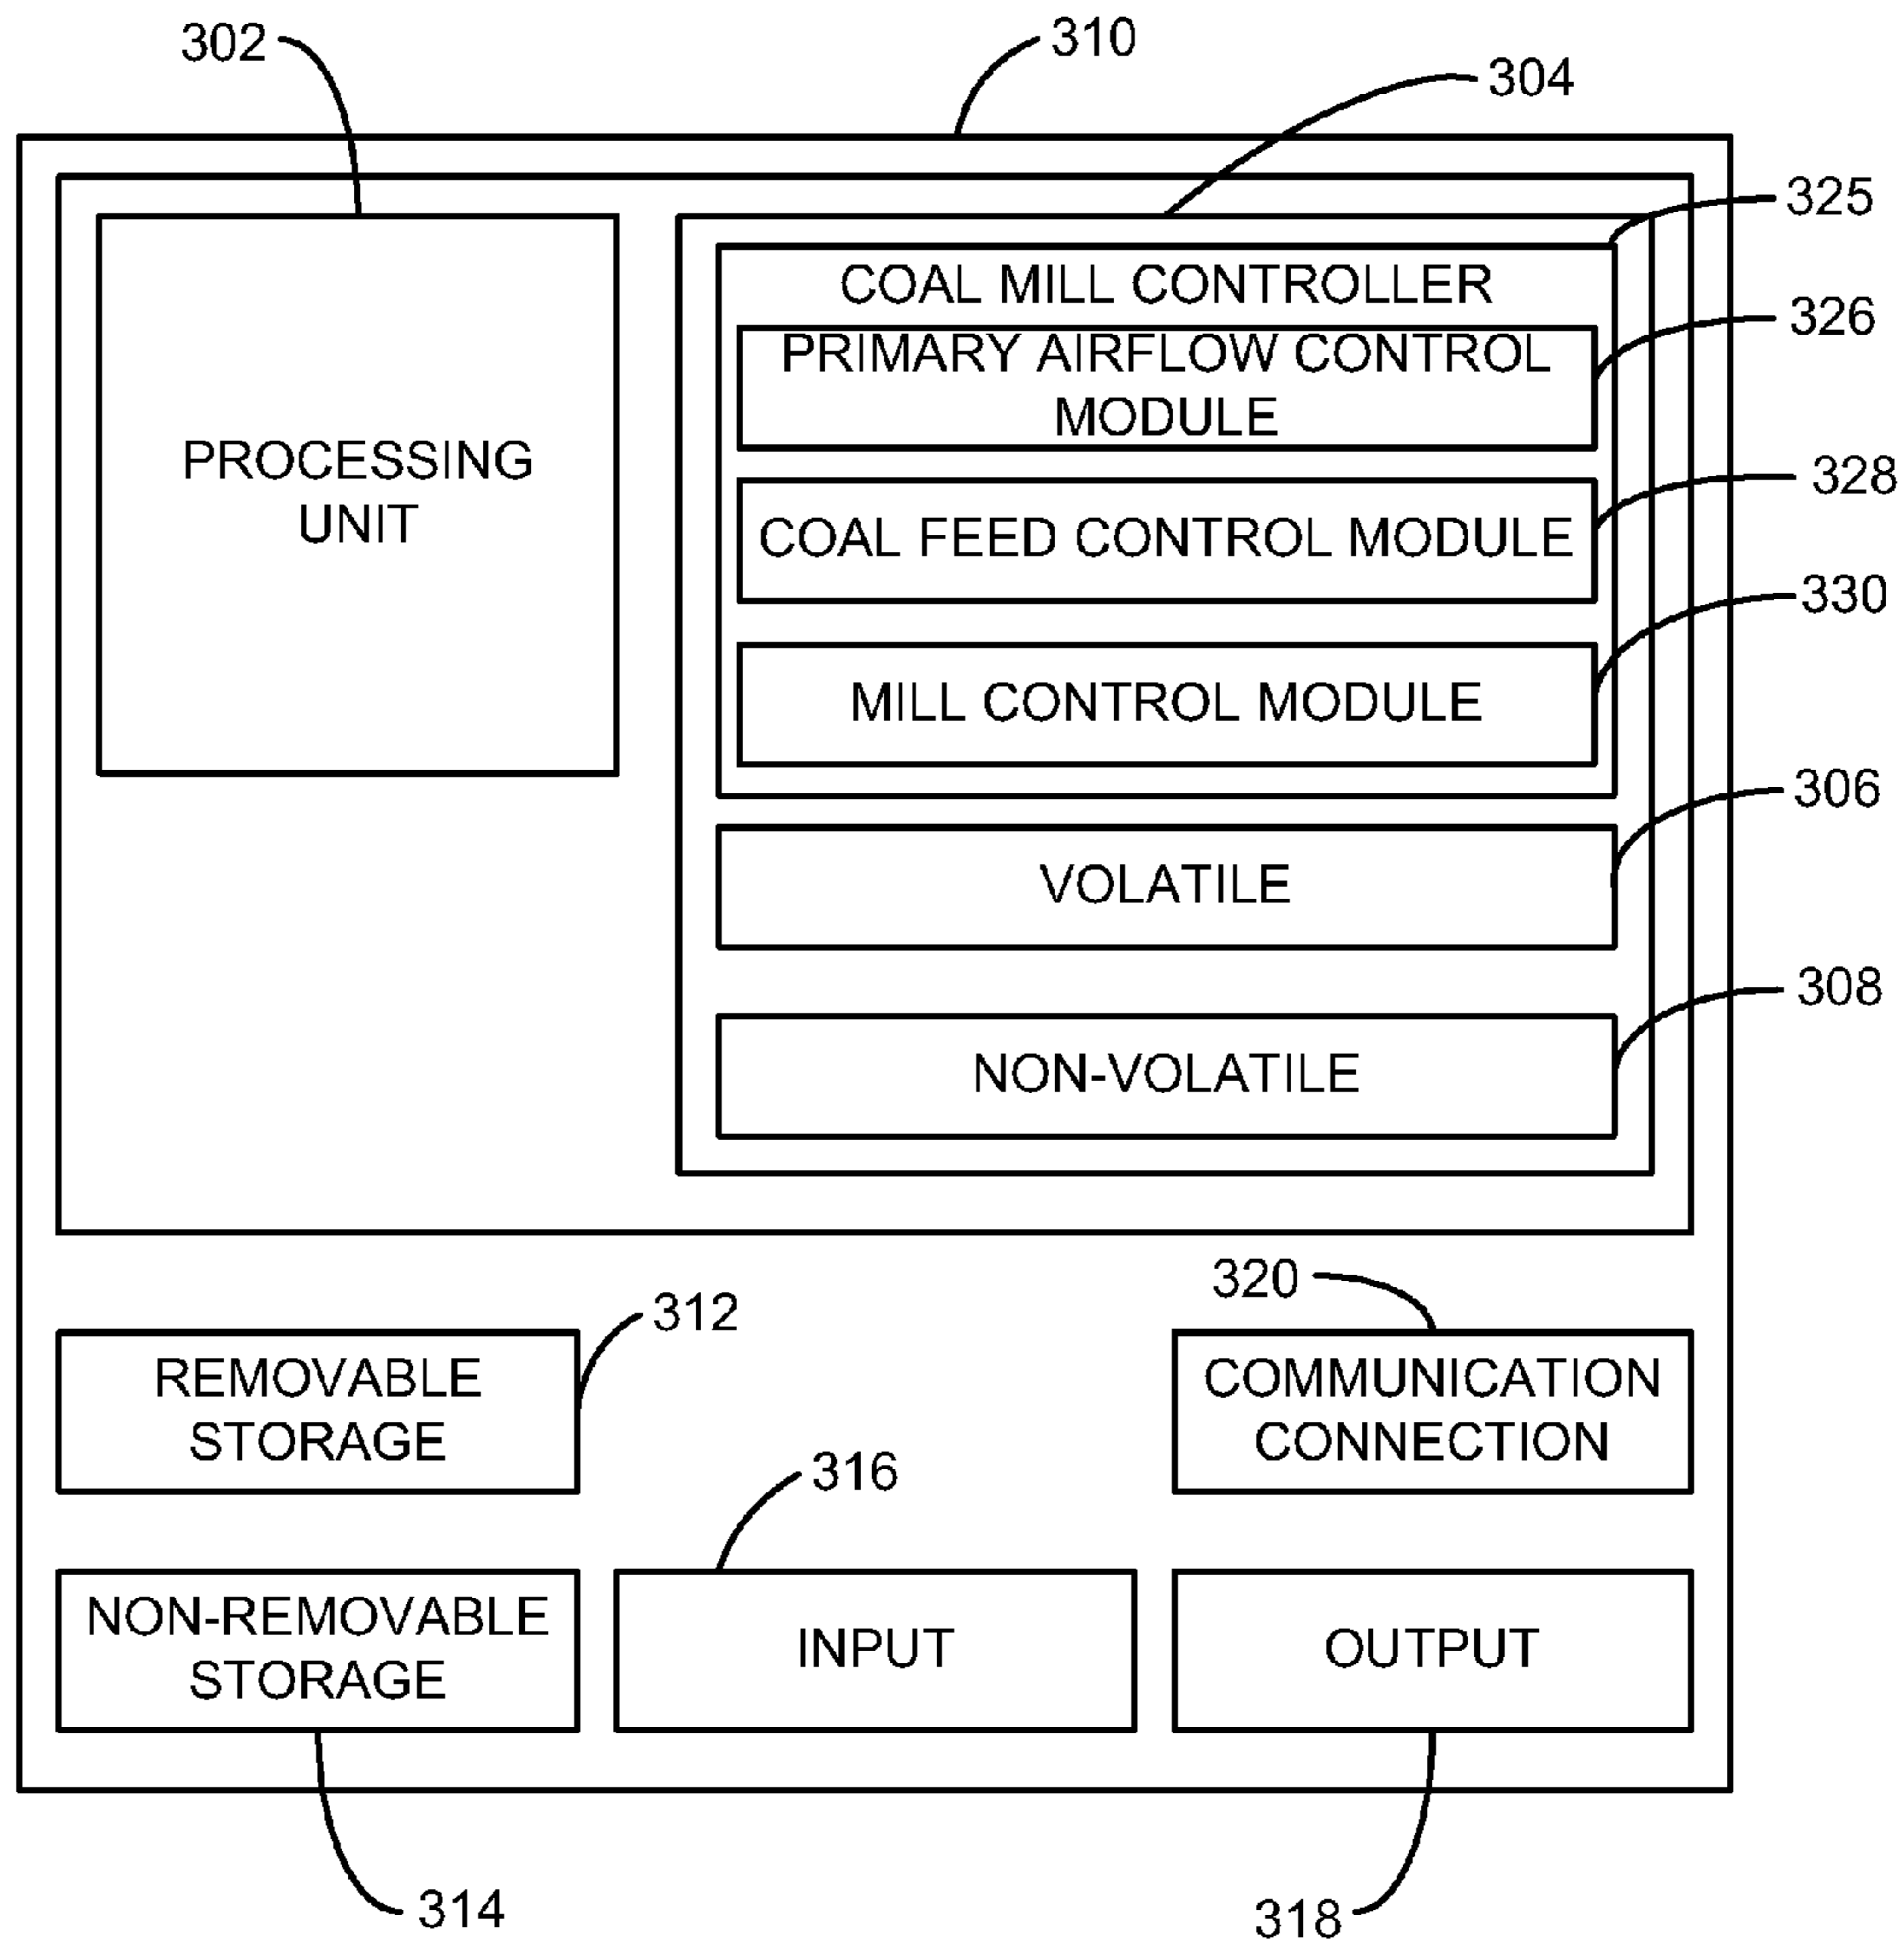 302
310
304
325
COAL MILL CONTROLLER
326
PRIMARY AIRFLOW CONTROL
MODULE
PROCESSING
UNIT
328
COAL FEED CONTROL MODULE
330
MILL CONTROL MODULE
306
VOLATILE
308
NON-VOLATILE
320
312
REMOVABLE
STORAGE
COMMUNICATION
CONNECTION
316
NON-REMOVABLE
STORAGE
INPUT
OUTPUT
314
318